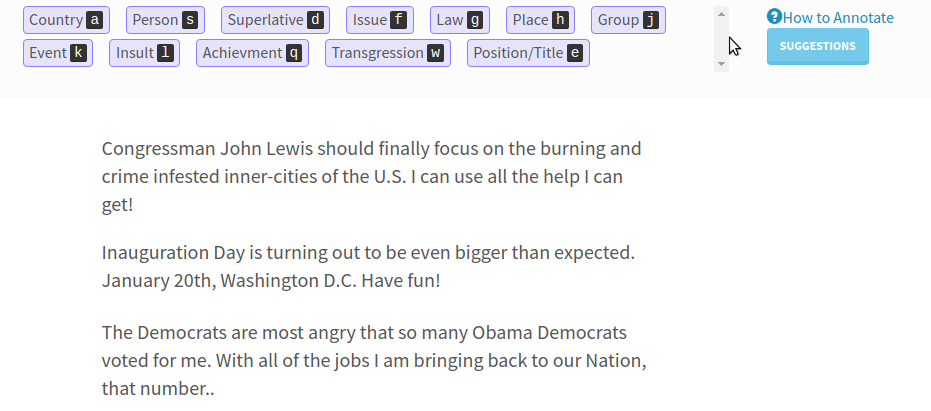 Country a Person s Superlative d Issue f Law g Place h Group j
Event k Insult l Achievment q Transgression w Position/Title e
?How to Annotate
SUGGESTIONS
Congressman John Lewis should finally focus on the burning and
crime infested inner-cities of the U.S. I can use all the help I can
get!
Inauguration Day is turning out to be even bigger than expected.
January 20th, Washington D.C. Have fun!
The Democrats are most angry that so many Obama Democrats
voted for me. With all of the jobs I am bringing back to our Nation,
that number..